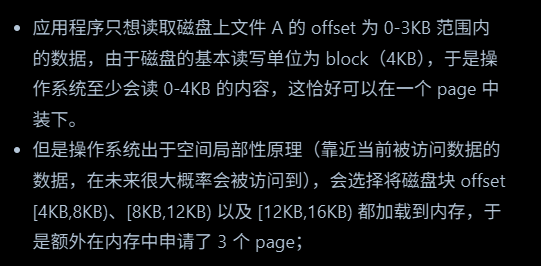 • 应用程序只想读取磁盘上文件 A 的 offset 为 0-3KB 范围内
的数据，由于磁盘的基本读写单位为 block（4KB），于是操
作系统至少会读 0-4KB 的内容，这恰好可以在一个 page 中
装下。
• 但是操作系统出于空间局部性原理（靠近当前被访问数据的
数据，在未来很大概率会被访问到），会选择将磁盘块 offset
[4KB,8KB)、[8KB,12KB) 以及 [12KB,16KB) 都加载到内存，于
是额外在内存中申请了 3 个 page；